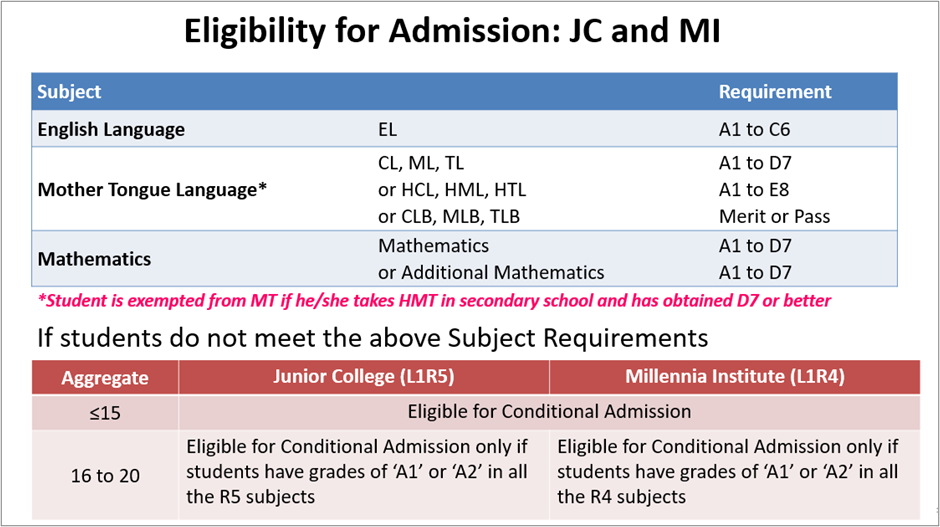 Eligibility for Admission: JC and MI
Subject Requirement
English Language EL A1 to C6
CL, ML, TL A1 to D7
Mother Tongue Language* or HCL, HML, HTL A1 to E8
or CLB, MLB, TLB Merit or Pass
Mathematics A1 to D7
Mathematics
or Additional Mathematics A1 to D7
*Student is exempted from MT if he/she takes HMT in secondary school and has obtained D7 or better
If students do not meet the above Subject Requirements
Aggregate Junior College (L1R5) Millennia Institute (L1R4)
≤15 Eligible for Conditional Admission
16 to 20
Eligible for Conditional Admission only if
students have grades of ‘A1’ or ‘A2’ in all
the R5 subjects
Eligible for Conditional Admission only if
students have grades of ‘A1’ or ‘A2’ in all
the R4 subjects